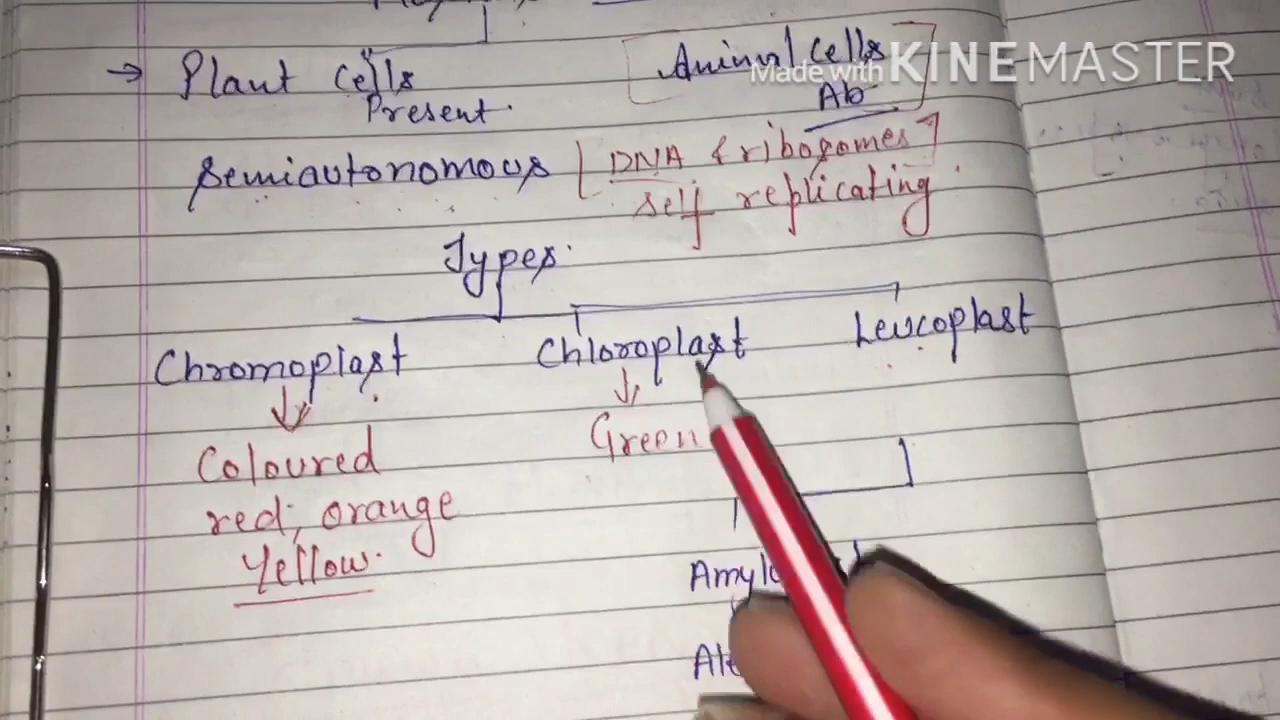 Plant Cells
Present.
Animal Cells
Ab
Made with KINEMASTER
semiautonomous [DNA & ribosomes]
self replicating
Types
Chromoplast
Chloroplast
Leucoplast
Coloured
red, orange
Yellow.
Green